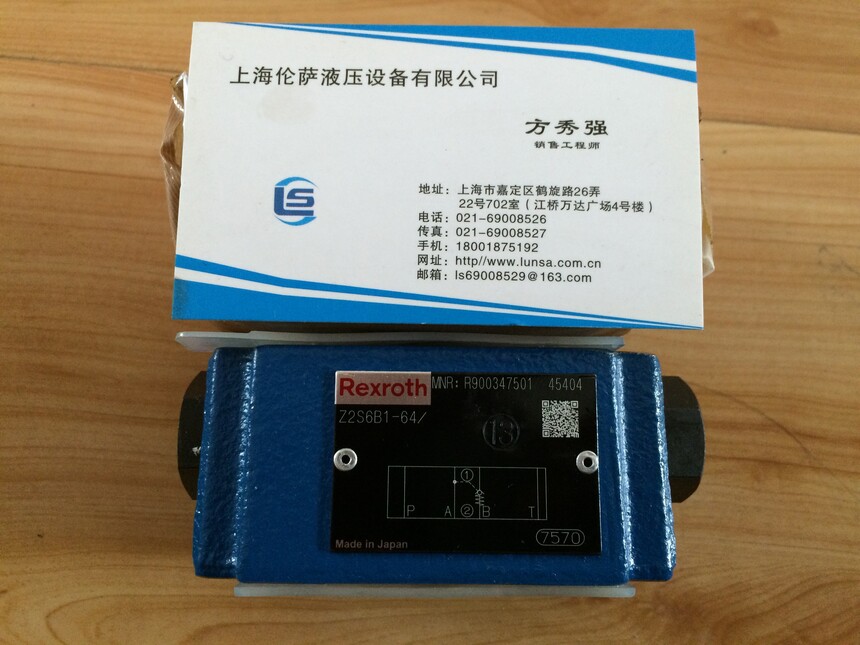 上海伦萨液压设备有限公司
方秀强
销售工程师
LS
地址：上海市嘉定区鹤旋路26弄
22号702室（江桥万达广场4号楼）
电话：021-69008526
传真：021-69008527
手机：18001875192
网址：http//www.lunsa.com.cn
邮箱：ls69008529@163.com
Rexroth MNR: R900347501 45404
Z2S6B1-64/
13
①
P A ② B T
7570
Made in Japan